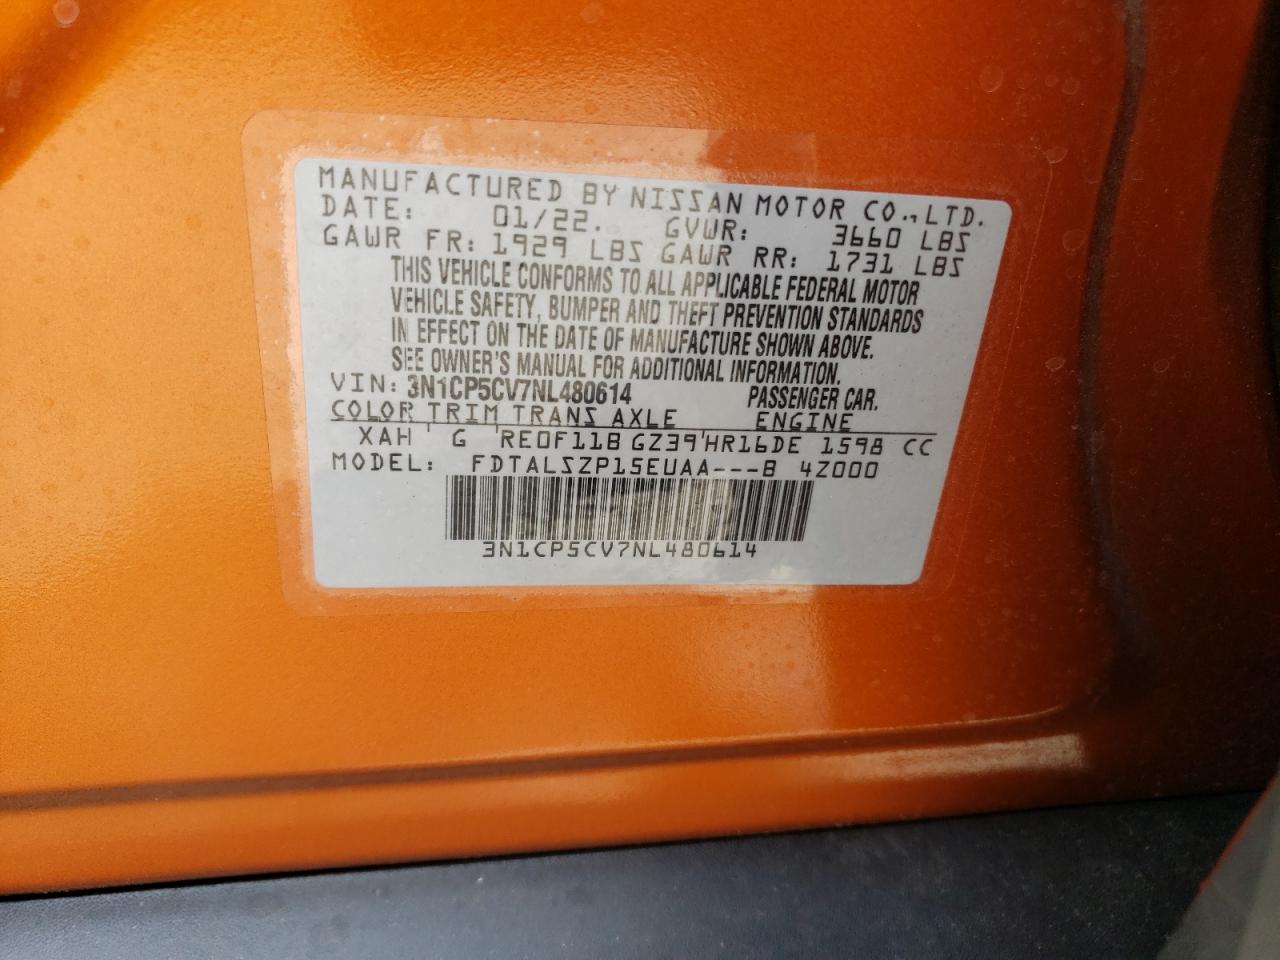 MANUFACTURED BY NISSAN MOTOR CO.,LTD.
DATE: 01/22. GVWR: 3660 LBS
GAWR FR: 1929 LBS GAWR RR: 1731 LBS
THIS VEHICLE CONFORMS TO ALL APPLICABLE FEDERAL MOTOR
VEHICLE SAFETY, BUMPER AND THEFT PREVENTION STANDARDS
IN EFFECT ON THE DATE OF MANUFACTURE SHOWN ABOVE.
SEE OWNER'S MANUAL FOR ADDITIONAL INFORMATION.
VIN: 3N1CP5CV7NL480614 PASSENGER CAR.
COLOR TRIM TRANS AXLE ENGINE
XAH ' G 'RE0F11B GZ39'HR16DE 1598 CC
MODEL: FDTALSZP15EUAA---B 4Z000
3N1CP5CV7NL480614